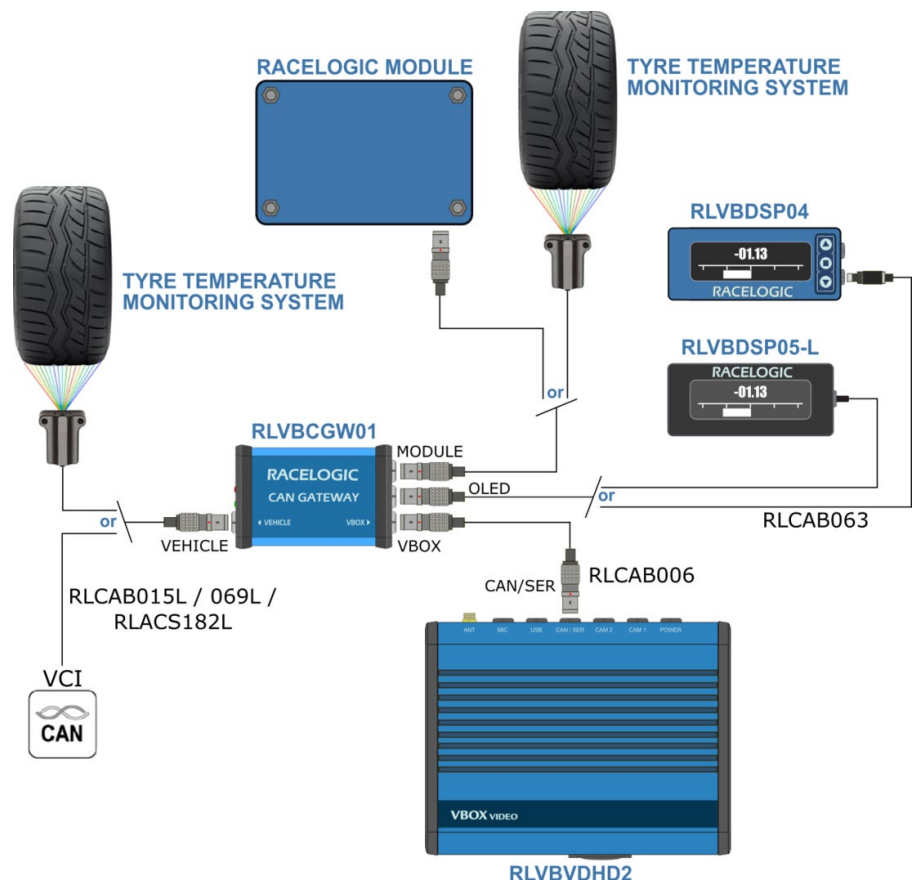 RACELOGIC MODULE
TYRE TEMPERATURE
MONITORING SYSTEM
TYRE TEMPERATURE
MONITORING SYSTEM
RLVBDSP04
-01.13
RACELOGIC
RLVBDSP05-L
RACELOGIC
-01.13
or
RLVBCGW01
MODULE
RACELOGIC
CAN GATEWAY
VEHICLE
VBOX
OLED
or
or
VEHICLE
VBOX
RLCAB063
CAN/SER
RLCAB006
RLCAB015L / 069L /
RLACS182L
ANT
MIC
USB
CAN / SER
CAM 2
CAM 1
POWER
VCI
CAN
VBOX VIDEO
RLVBVDHD2